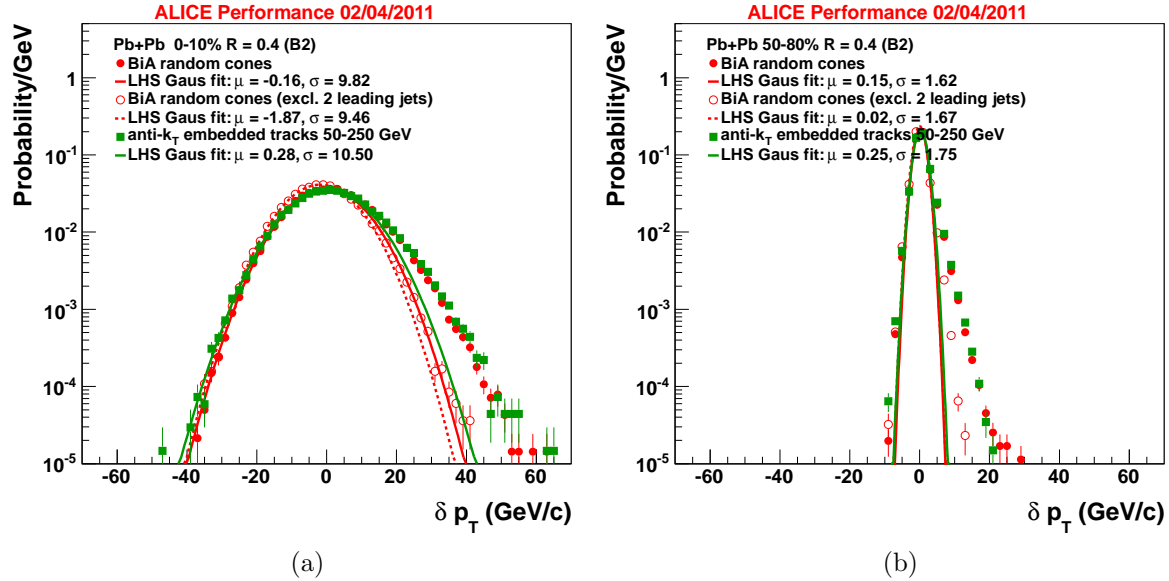 ALICE Performance 02/04/2011
Pb+Pb 0-10% R = 0.4 (B2)
BiA random cones
LHS Gaus fit: μ = -0.16, σ = 9.82
BiA random cones (excl. 2 leading jets)
LHS Gaus fit: μ = -1.87, σ = 9.46
anti-k_T embedded tracks 50-250 GeV
LHS Gaus fit: μ = 0.28, σ = 10.50
Probability/GeV
1
10^-1
10^-2
10^-3
10^-4
10^-5
-60 -40 -20 0 20 40 60
δ p_T (GeV/c)
(a)
ALICE Performance 02/04/2011
Pb+Pb 50-80% R = 0.4 (B2)
BiA random cones
LHS Gaus fit: μ = 0.15, σ = 1.62
BiA random cones (excl. 2 leading jets)
LHS Gaus fit: μ = 0.02, σ = 1.67
anti-k_T embedded tracks 50-250 GeV
LHS Gaus fit: μ = 0.25, σ = 1.75
Probability/GeV
1
10^-1
10^-2
10^-3
10^-4
10^-5
-60 -40 -20 0 20 40 60
δ p_T (GeV/c)
(b)